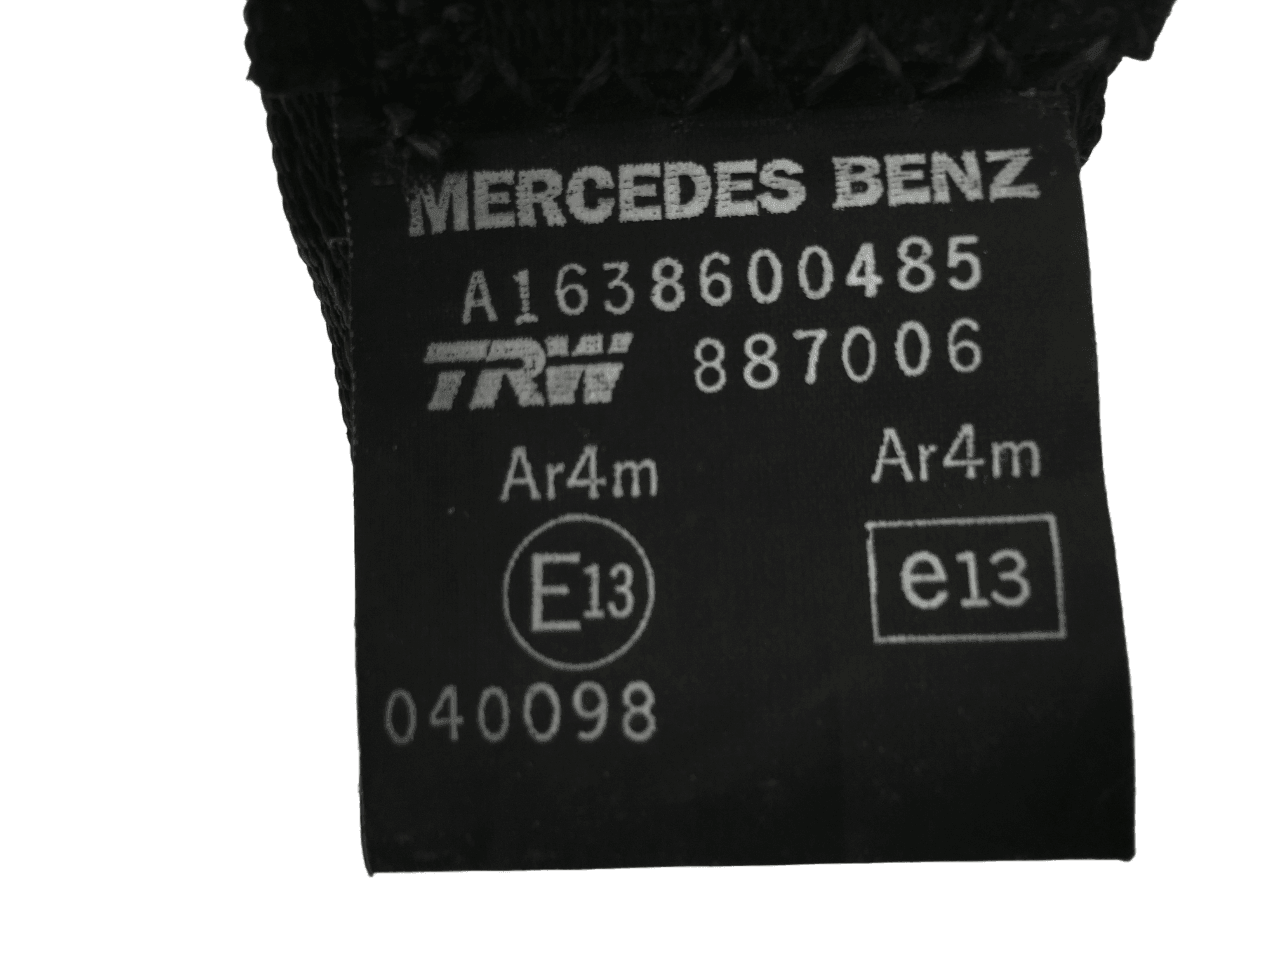 MERCEDES BENZ
A1638600485
TRW 887006
Ar4m Ar4m
E13 e13
040098